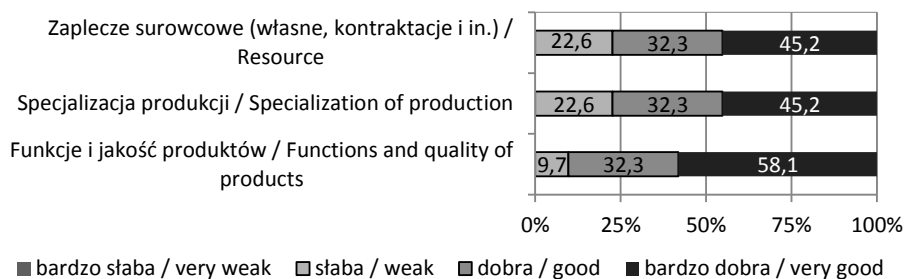 Zaplecze surowcowe (własne, kontraktacje i in.) /
Resource
22,6 32,3 45,2
Specjalizacja produkcji / Specialization of production
22,6 32,3 45,2
Funkcje i jakość produktów / Functions and quality of
products
9,7 32,3 58,1
0% 25% 50% 75% 100%
bardzo słaba / very weak słaba / weak dobra / good bardzo dobra / very good